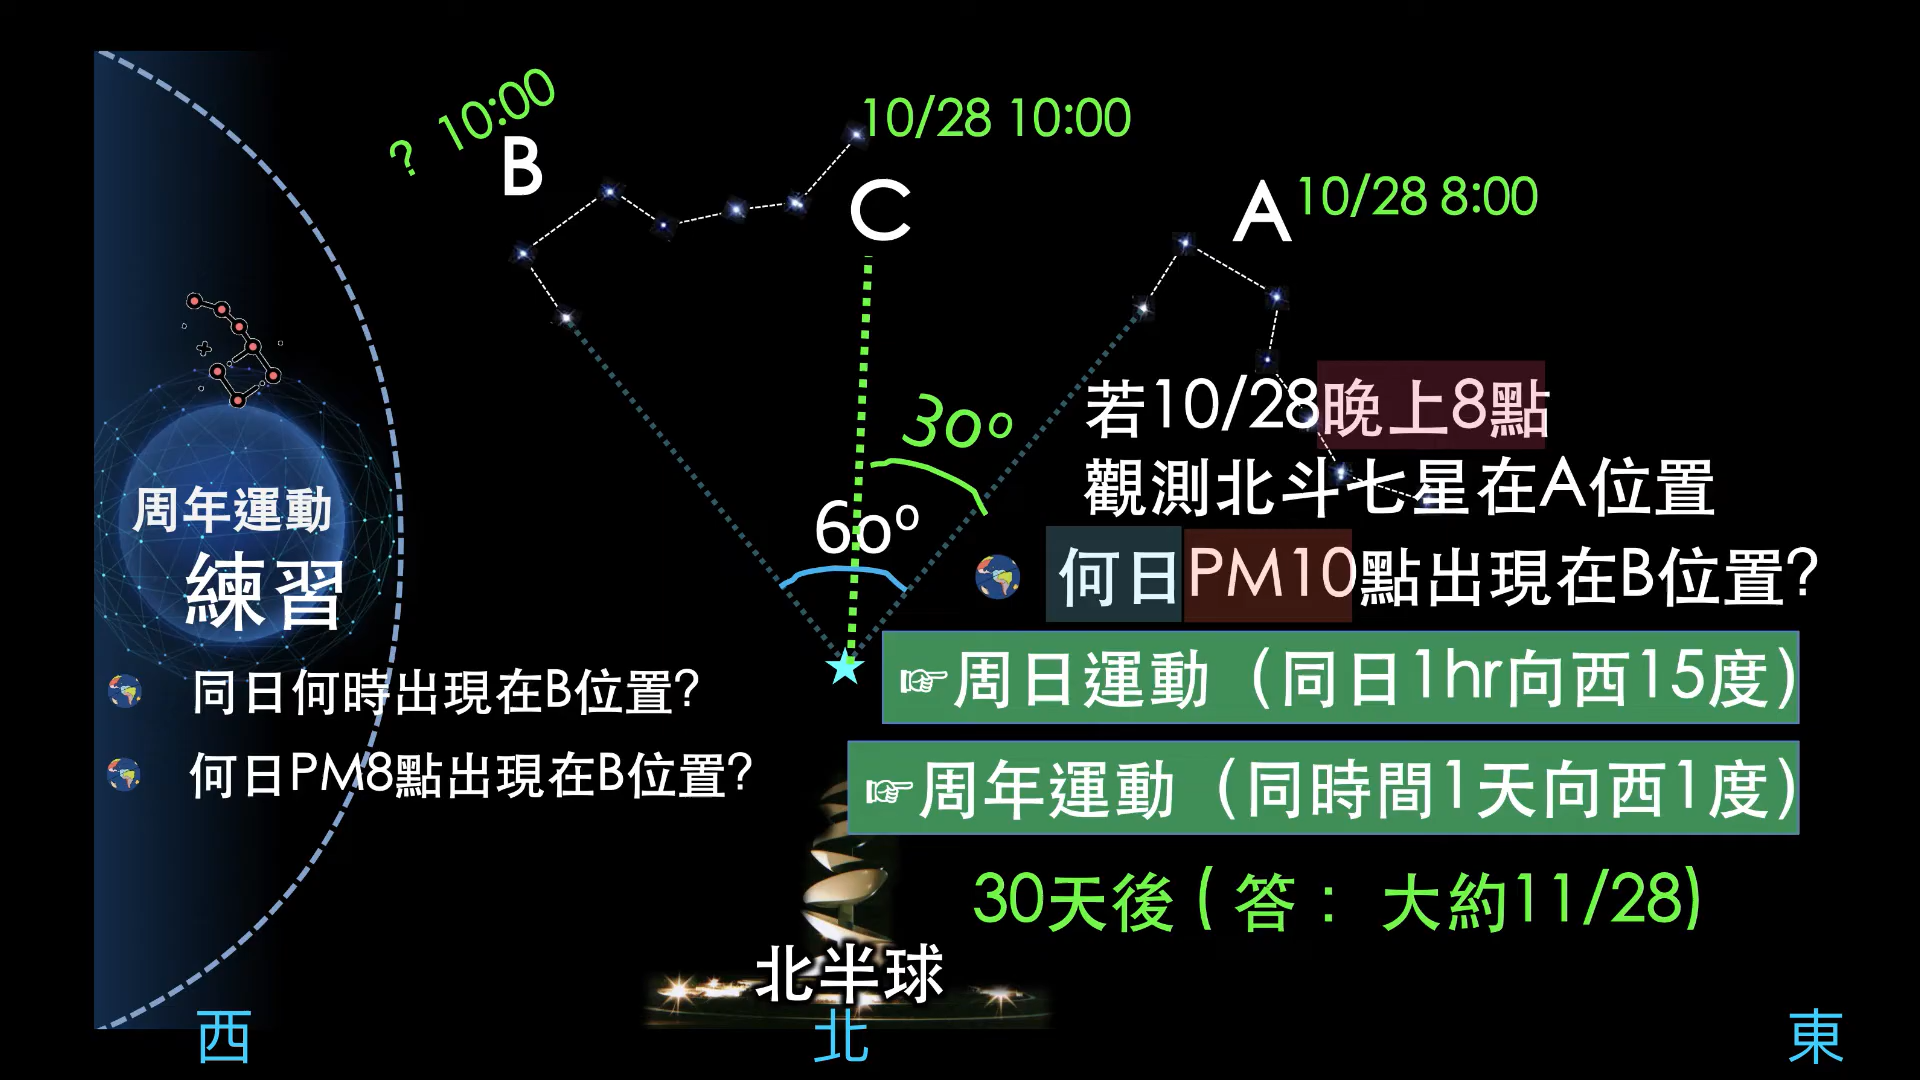 ? 10:00
B
10/28 10:00
C
A
10/28 8:00
30º
60º
若10/28晚上8點
觀測北斗七星在A位置
何日PM10點出現在B位置?
周年運動
練習
同日何時出現在B位置?
何日PM8點出現在B位置?
☞周日運動（同日1hr向西15度）
☞周年運動（同時間1天向西1度）
30天後 ( 答： 大約11/28)
北半球
西
北
東